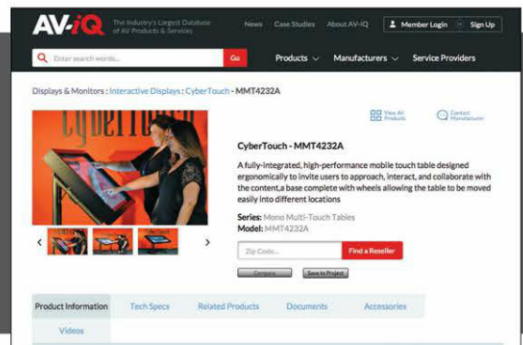 AV-iQ
The Industry's Largest Database
of AV Products & Services
News Case Studies About AV-iQ Member Login Sign Up
Enter search words... Go Products Manufacturers Service Providers
Displays & Monitors : Interactive Displays : CyberTouch - MMT4232A
View All
Products
Contact
Manufacturer
CYBERTOUCH
CyberTouch - MMT4232A
A fully-integrated, high-performance mobile touch table designed
ergonomically to invite users to approach, interact, and collaborate with
the content,a base complete with wheels allowing the table to be moved
easily into different locations
Series: Mono Multi-Touch Tables
Model: MMT4232A
Zip Code... Find a Reseller
Compare Save to Project
Product Information Tech Specs Related Products Documents Accessories
Videos